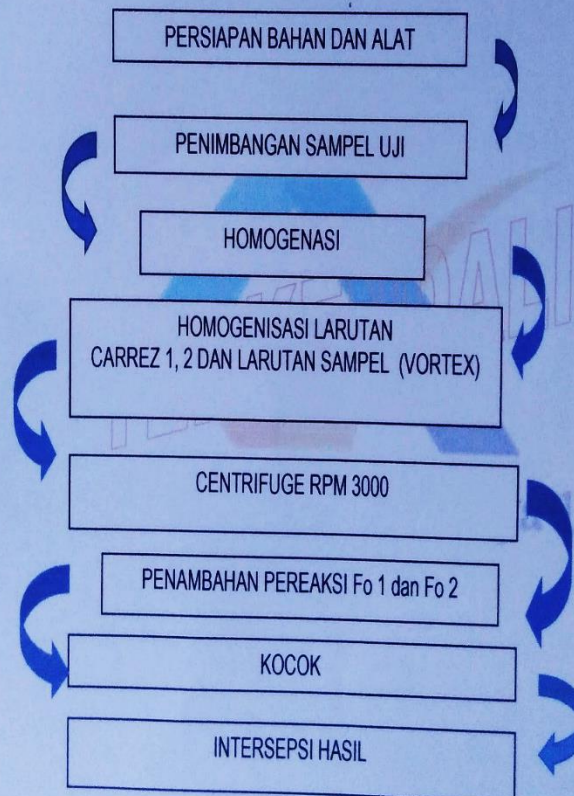 PERSIAPAN BAHAN DAN ALAT
PENIMBANGAN SAMPEL UJI
HOMOGENASI
HOMOGENISASI LARUTAN
CARREZ 1, 2 DAN LARUTAN SAMPEL (VORTEX)
CENTRIFUGE RPM 3000
PENAMBAHAN PEREAKSI Fo 1 dan Fo 2
KOCOK
INTERSEPSI HASIL